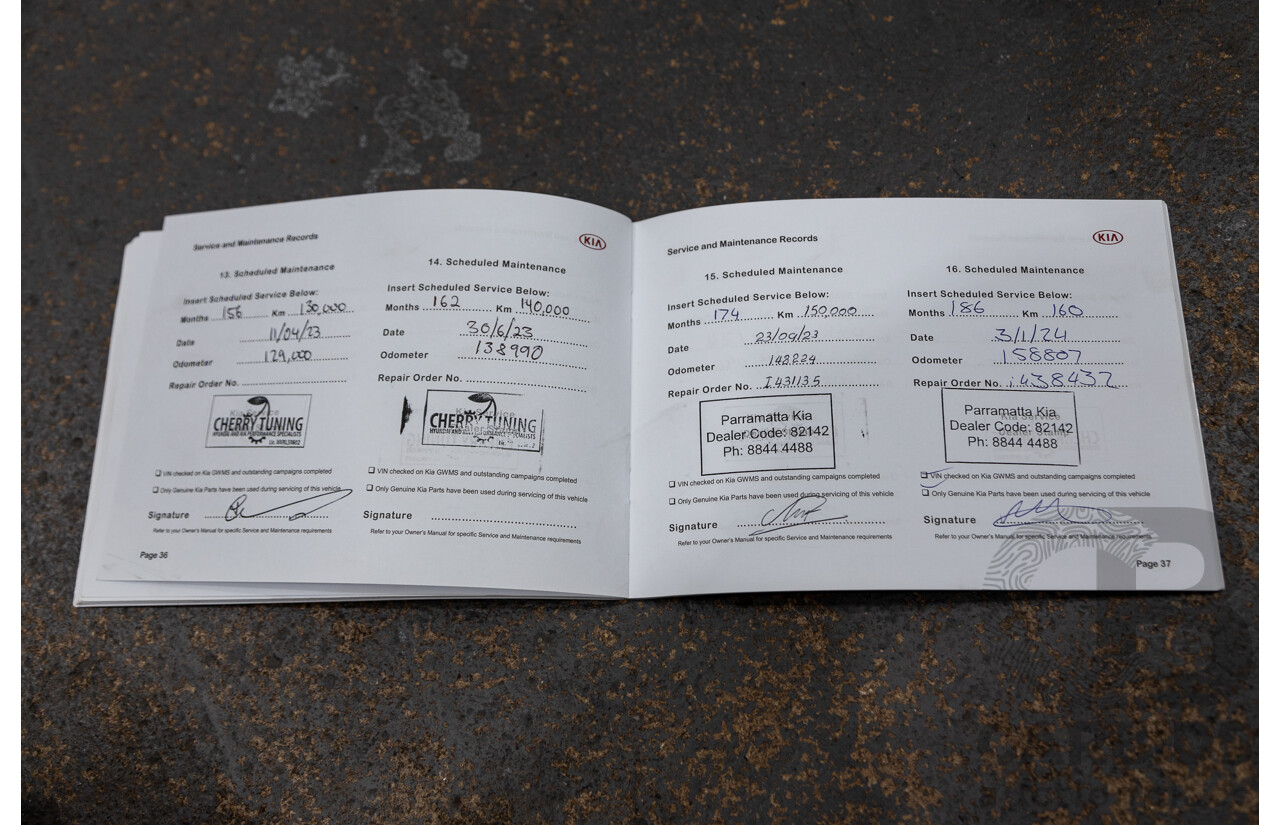 Service and Maintenance Records
KIA
13. Scheduled Maintenance
Insert Scheduled Service Below:
Months 156 Km 130,000
Date 11/04/23
Odometer 129,000
Repair Order No.
CHERRY TUNING
HYUNDAI AND KIA PERFORMANCE SPECIALISTS
VIN checked on Kia GWMS and outstanding campaigns completed
Only Genuine Kia Parts have been used during servicing of this vehicle
Signature
Refer to your Owner's Manual for specific Service and Maintenance requirements
Page 36
14. Scheduled Maintenance
Insert Scheduled Service Below:
Months 162 Km 140,000
Date 30/6/23
Odometer 138990
Repair Order No.
CHERRY TUNING
VIN checked on Kia GWMS and outstanding campaigns completed
Only Genuine Kia Parts have been used during servicing of this vehicle
Signature
Refer to your Owner's Manual for specific Service and Maintenance requirements
Service and Maintenance Records
KIA
15. Scheduled Maintenance
Insert Scheduled Service Below:
Months 174 Km 150,000
Date 23/09/23
Odometer 148224
Repair Order No. I431135
Parramatta Kia
Dealer Code: 82142
Ph: 8844 4488
VIN checked on Kia GWMS and outstanding campaigns completed
Only Genuine Kia Parts have been used during servicing of this vehicle
Signature
Refer to your Owner's Manual for specific Service and Maintenance requirements
16. Scheduled Maintenance
Insert Scheduled Service Below:
Months 186 Km 160
Date 3/1/24
Odometer 158807
Repair Order No. i438437
Parramatta Kia
Dealer Code: 82142
Ph: 8844 4488
VIN checked on Kia GWMS and outstanding campaigns completed
Only Genuine Kia Parts have been used during servicing of this vehicle
Signature
Refer to your Owner's Manual for specific Service and Maintenance requirements
Page 37